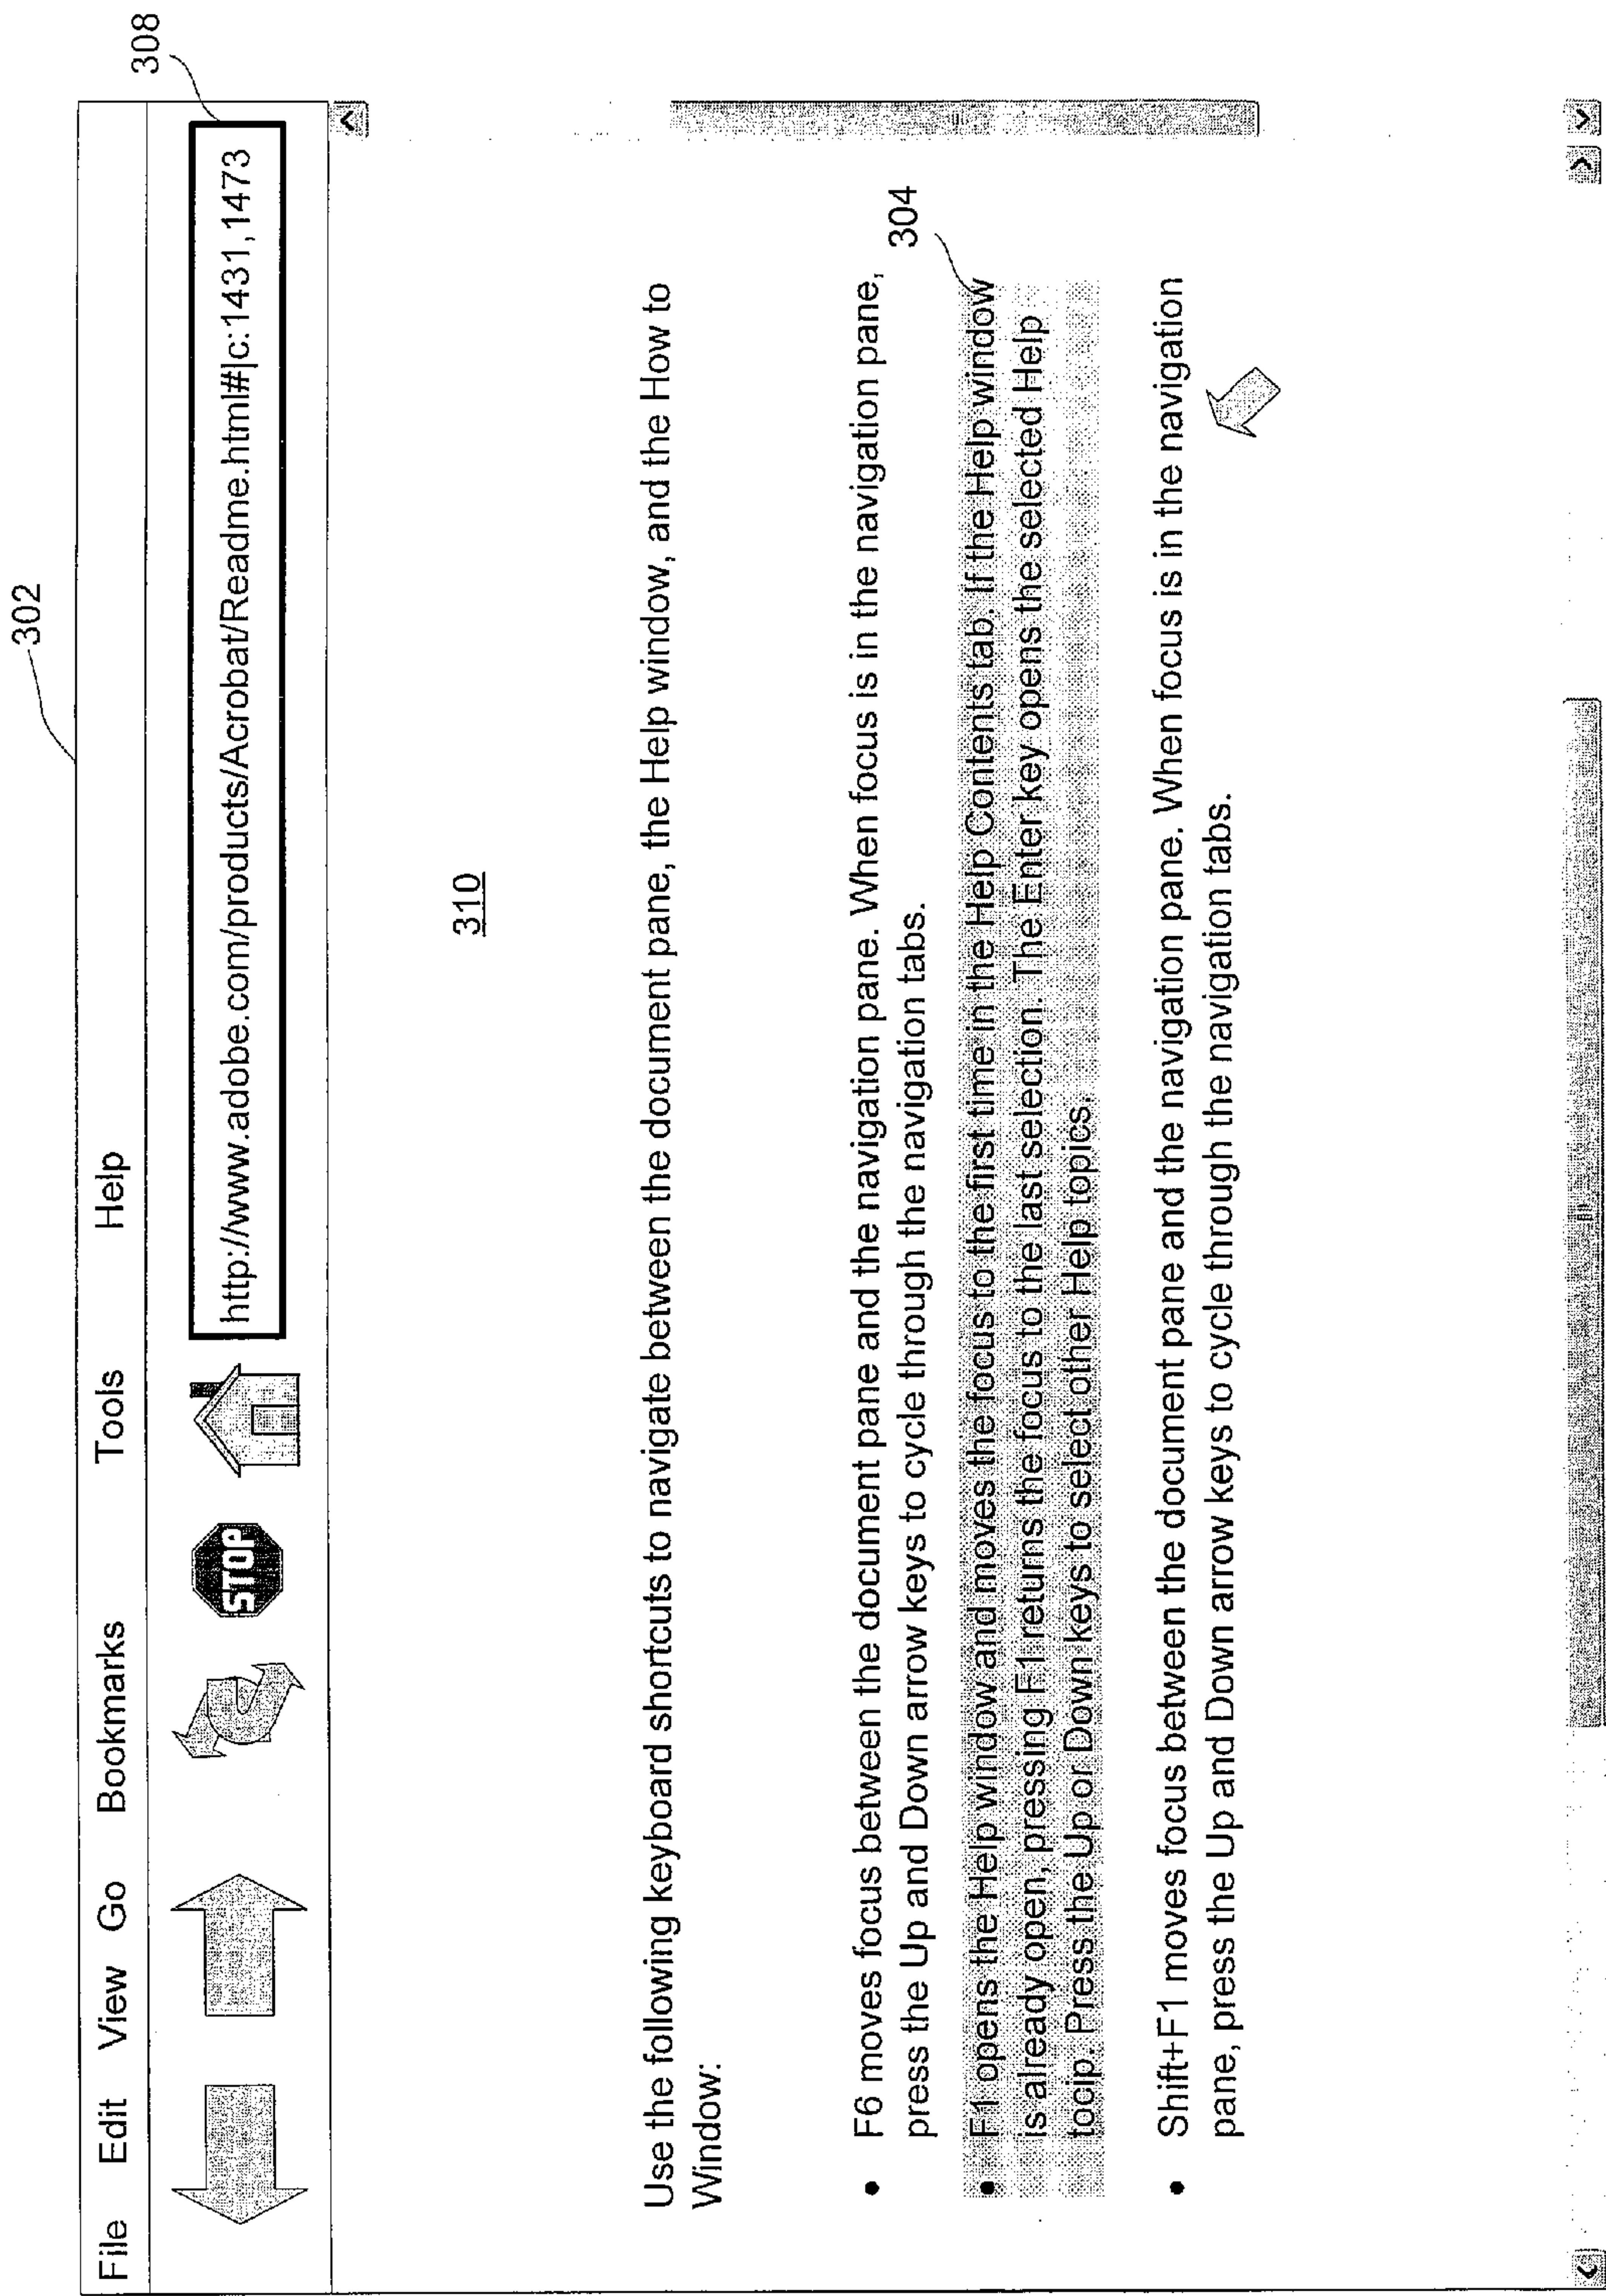 302
308
File Edit View Go Bookmarks Tools Help
STOP
http://www.adobe.com/products/Acrobat/Readme.html#|c:1431,1473
310
Use the following keyboard shortcuts to navigate between the document pane, the Help window, and the How to
Window:
• F6 moves focus between the document pane and the navigation pane. When focus is in the navigation pane,
press the Up and Down arrow keys to cycle through the navigation tabs.
304
• F1 opens the Help window and moves the focus to the first time in the Help Contents tab. If the Help window
is already open, pressing F1 returns the focus to the last selection. The Enter key opens the selected Help
tocip. Press the Up or Down keys to select other Help topics.
• Shift+F1 moves focus between the document pane and the navigation pane. When focus is in the navigation
pane, press the Up and Down arrow keys to cycle through the navigation tabs.